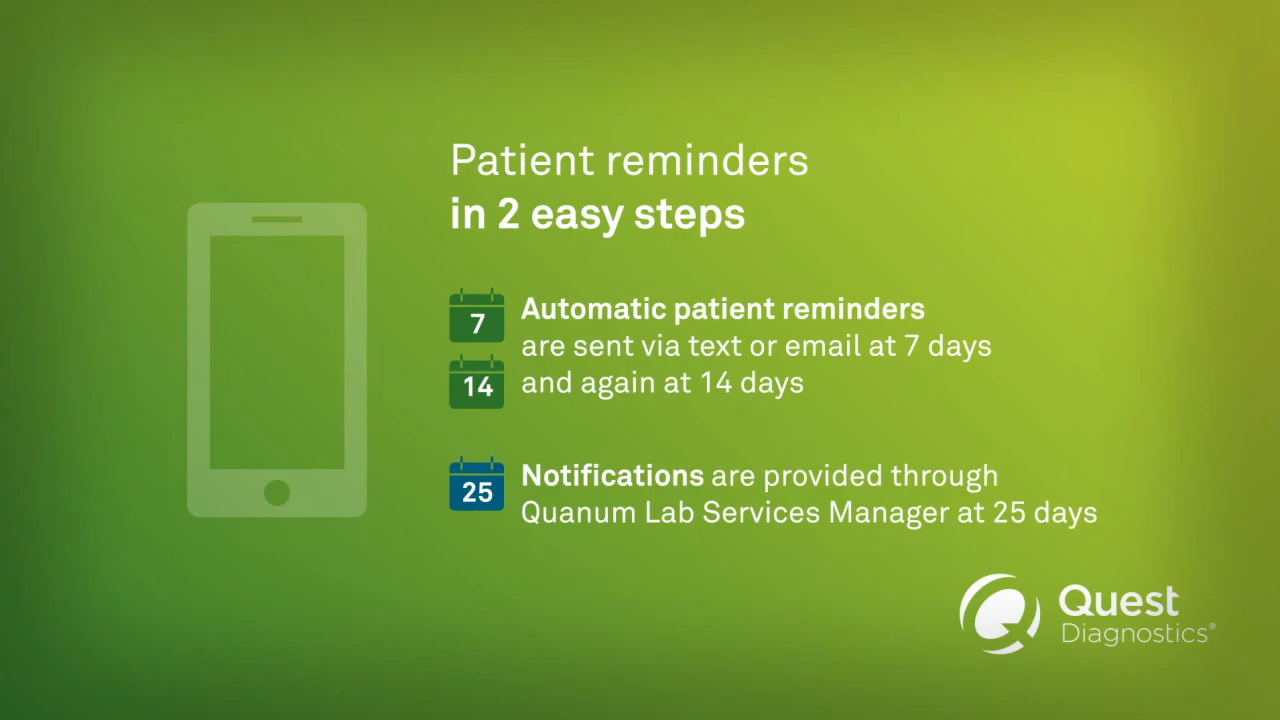 Patient reminders
in 2 easy steps
7
Automatic patient reminders
are sent via text or email at 7 days
14
and again at 14 days
25
Notifications are provided through
Quanum Lab Services Manager at 25 days
Quest
Diagnostics®